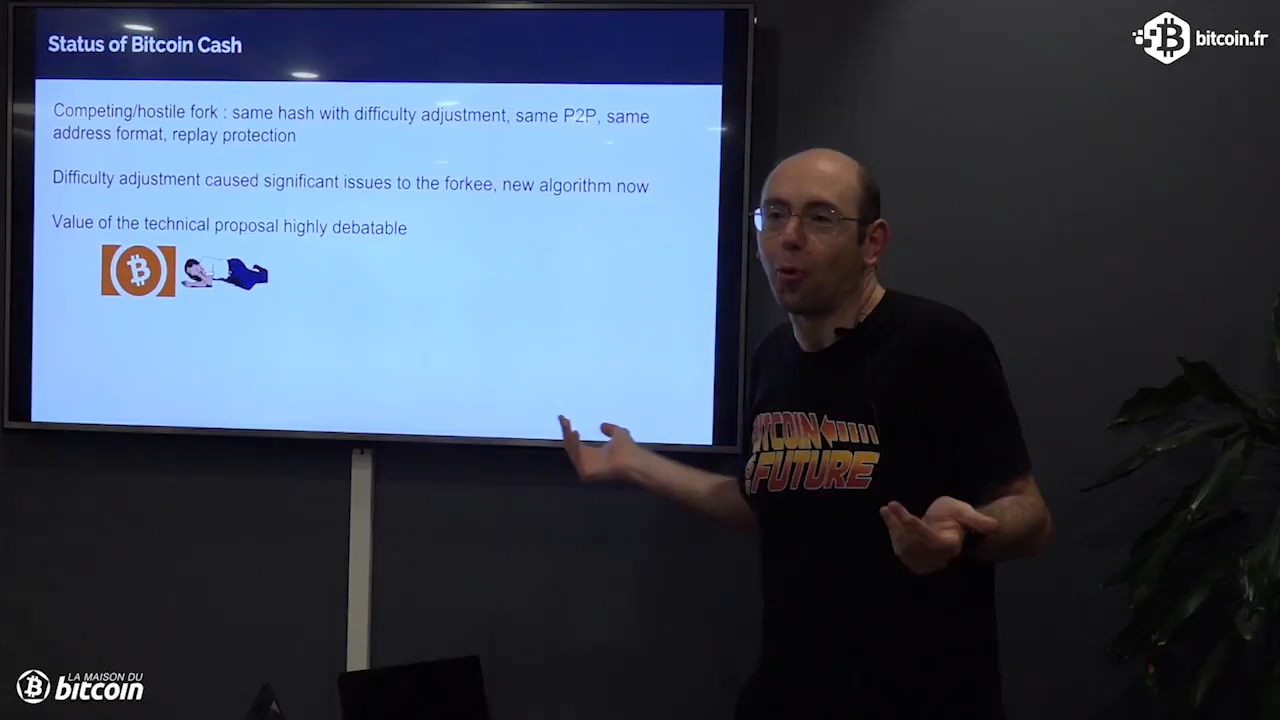 Status of Bitcoin Cash
Competing/hostile fork : same hash with difficulty adjustment, same P2P, same
address format, replay protection
Difficulty adjustment caused significant issues to the forkee, new algorithm now
Value of the technical proposal highly debatable
bitcoin.fr
BITCOIN
FUTURE
LA MAISON DU
bitcoin